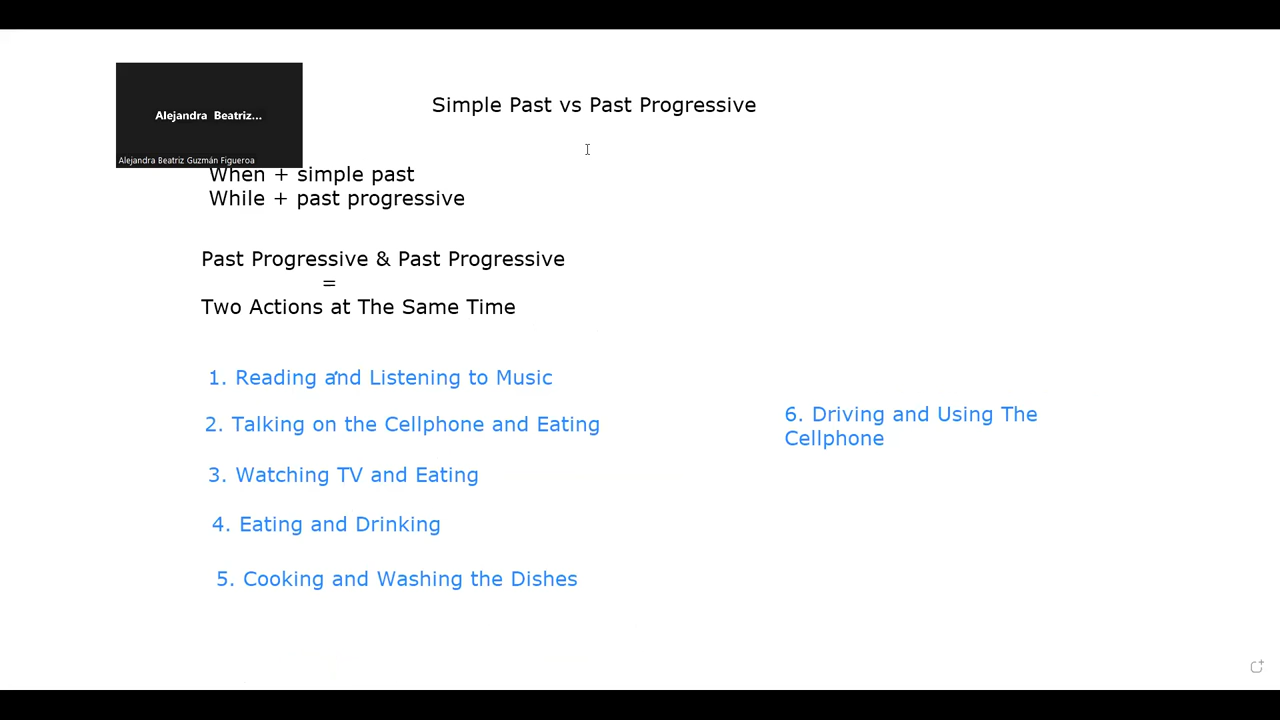 Alejandra Beatriz...
Alejandra Beatriz Guzmán Figueroa
Simple Past vs Past Progressive
When + simple past
While + past progressive
Past Progressive & Past Progressive
=
Two Actions at The Same Time
1. Reading and Listening to Music
2. Talking on the Cellphone and Eating
3. Watching TV and Eating
4. Eating and Drinking
5. Cooking and Washing the Dishes
6. Driving and Using The
Cellphone